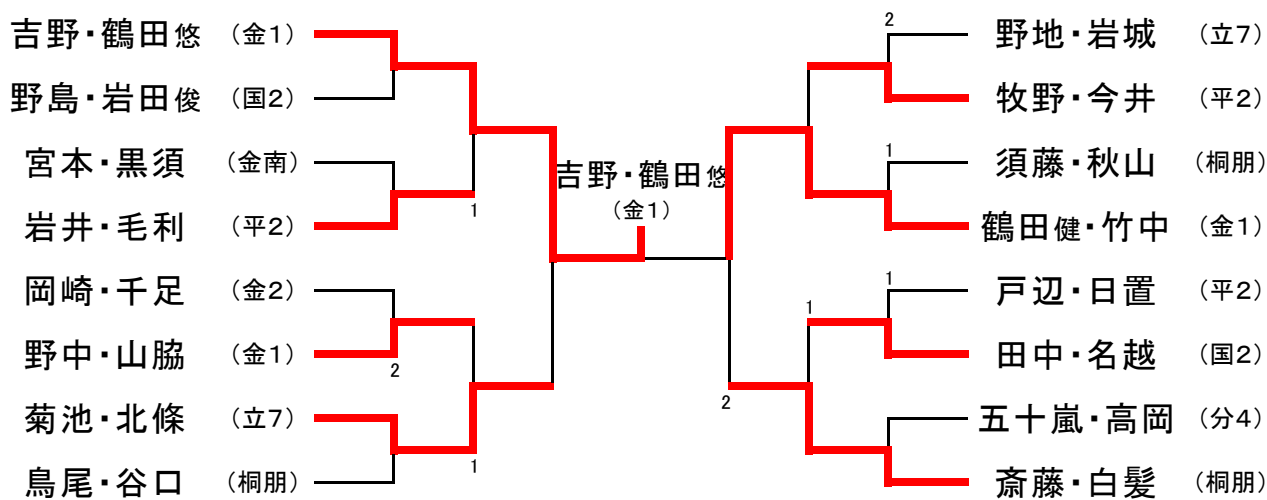 吉野・鶴田悠 (金1)
野島・岩田俊 (国2)
宮本・黒須 (金南)
岩井・毛利 (平2)
1
岡崎・千足 (金2)
野中・山脇 (金1)
2
菊池・北條 (立7)
1
鳥尾・谷口 (桐朋)
吉野・鶴田悠
(金1)
2
野地・岩城 (立7)
牧野・今井 (平2)
1
須藤・秋山 (桐朋)
鶴田健・竹中 (金1)
1
戸辺・日置 (平2)
1
田中・名越 (国2)
2
五十嵐・高岡 (分4)
斎藤・白髪 (桐朋)